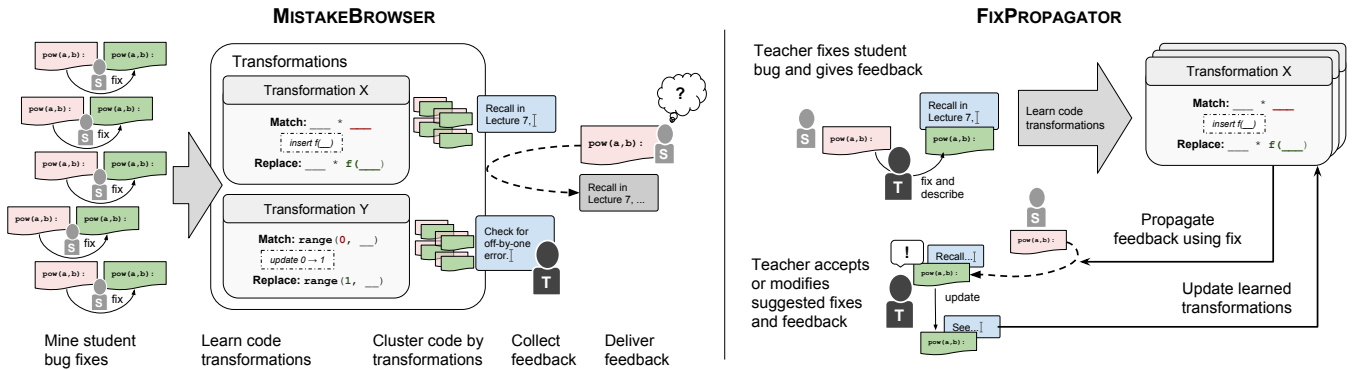 MISTAKEBROWSER
pow(a,b): pow(a,b):
S fix
pow(a,b): pow(a,b):
S fix
pow(a,b): pow(a,b):
S fix
pow(a,b): pow(a,b):
S fix
pow(a,b): pow(a,b):
S fix
Transformations
Transformation X
Match: ___ * ___
insert f(__)
Replace: ___ * f(___)
Transformation Y
Match: range(0, __)
update 0 → 1
Replace: range(1, __)
Recall in
Lecture 7,
Check for
off-by-one
error.
T
?
pow(a,b):
S
Recall in
Lecture 7, ...
Mine student
bug fixes
Learn code
transformations
Cluster code by
transformations
Collect
feedback
Deliver
feedback
FIXPROPAGATOR
Teacher fixes student
bug and gives feedback
S
pow(a,b):
Recall in
Lecture 7,
pow(a,b):
T
fix and
describe
Learn code
transformations
Transformation X
Match: ___ * ___
insert f(__)
Replace: ___ * f(___)
S
pow(a,b):
Propagate
feedback using fix
Teacher accepts
or modifies
suggested fixes
and feedback
!
Recall...
pow(a,b):
T
update
See...
pow(a,b):
Update learned
transformations